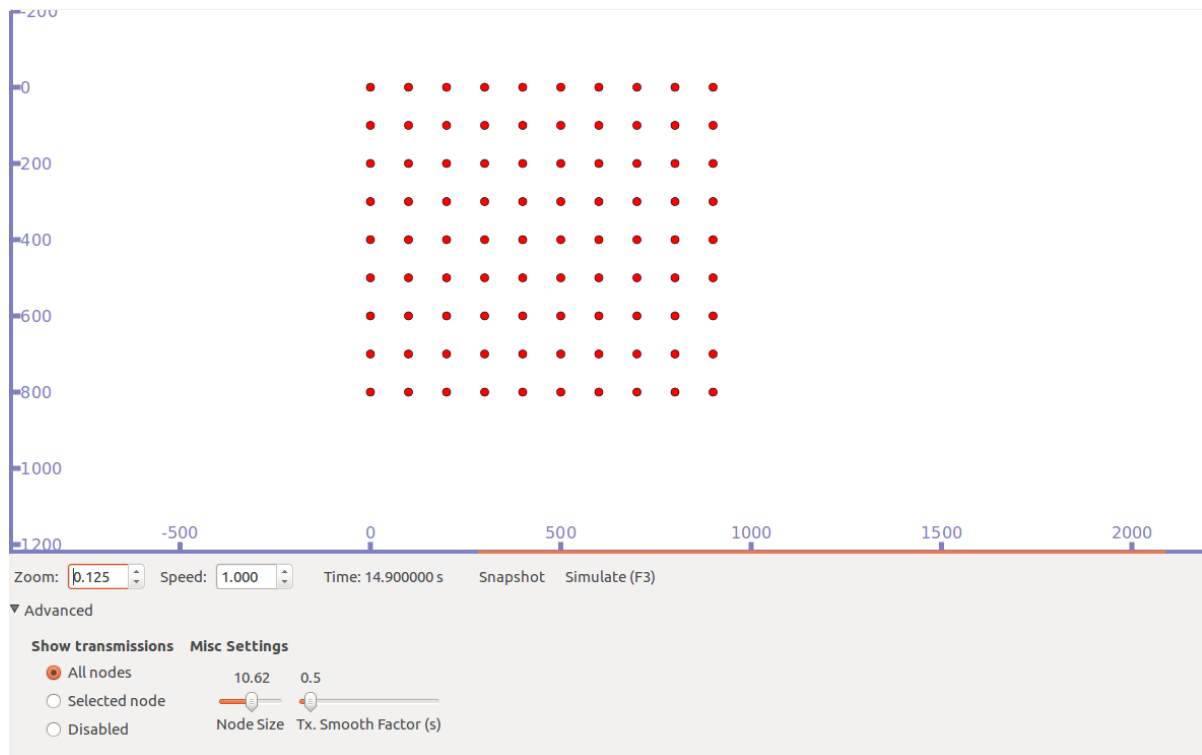 -200
0
200
400
600
800
1000
1200
-500 0 500 1000 1500 2000
Zoom: 0.125 Speed: 1.000 Time: 14.900000 s Snapshot Simulate (F3)
Advanced
Show transmissions Misc Settings
All nodes 10.62 0.5
Selected node
Node Size Tx. Smooth Factor (s)
Disabled